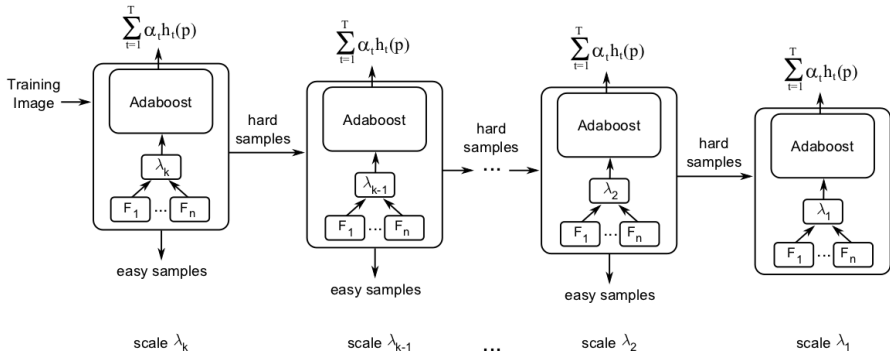 T
∑ α_t h_t(p)
t=1
Training
Image
Adaboost
λ_k
F_1 ... F_n
easy samples
scale λ_k
hard
samples
T
∑ α_t h_t(p)
t=1
Adaboost
λ_{k-1}
F_1 ... F_n
easy samples
scale λ_{k-1}
hard
samples
...
...
T
∑ α_t h_t(p)
t=1
Adaboost
λ_2
F_1 ... F_n
easy samples
scale λ_2
hard
samples
T
∑ α_t h_t(p)
t=1
Adaboost
λ_1
F_1 ... F_n
scale λ_1